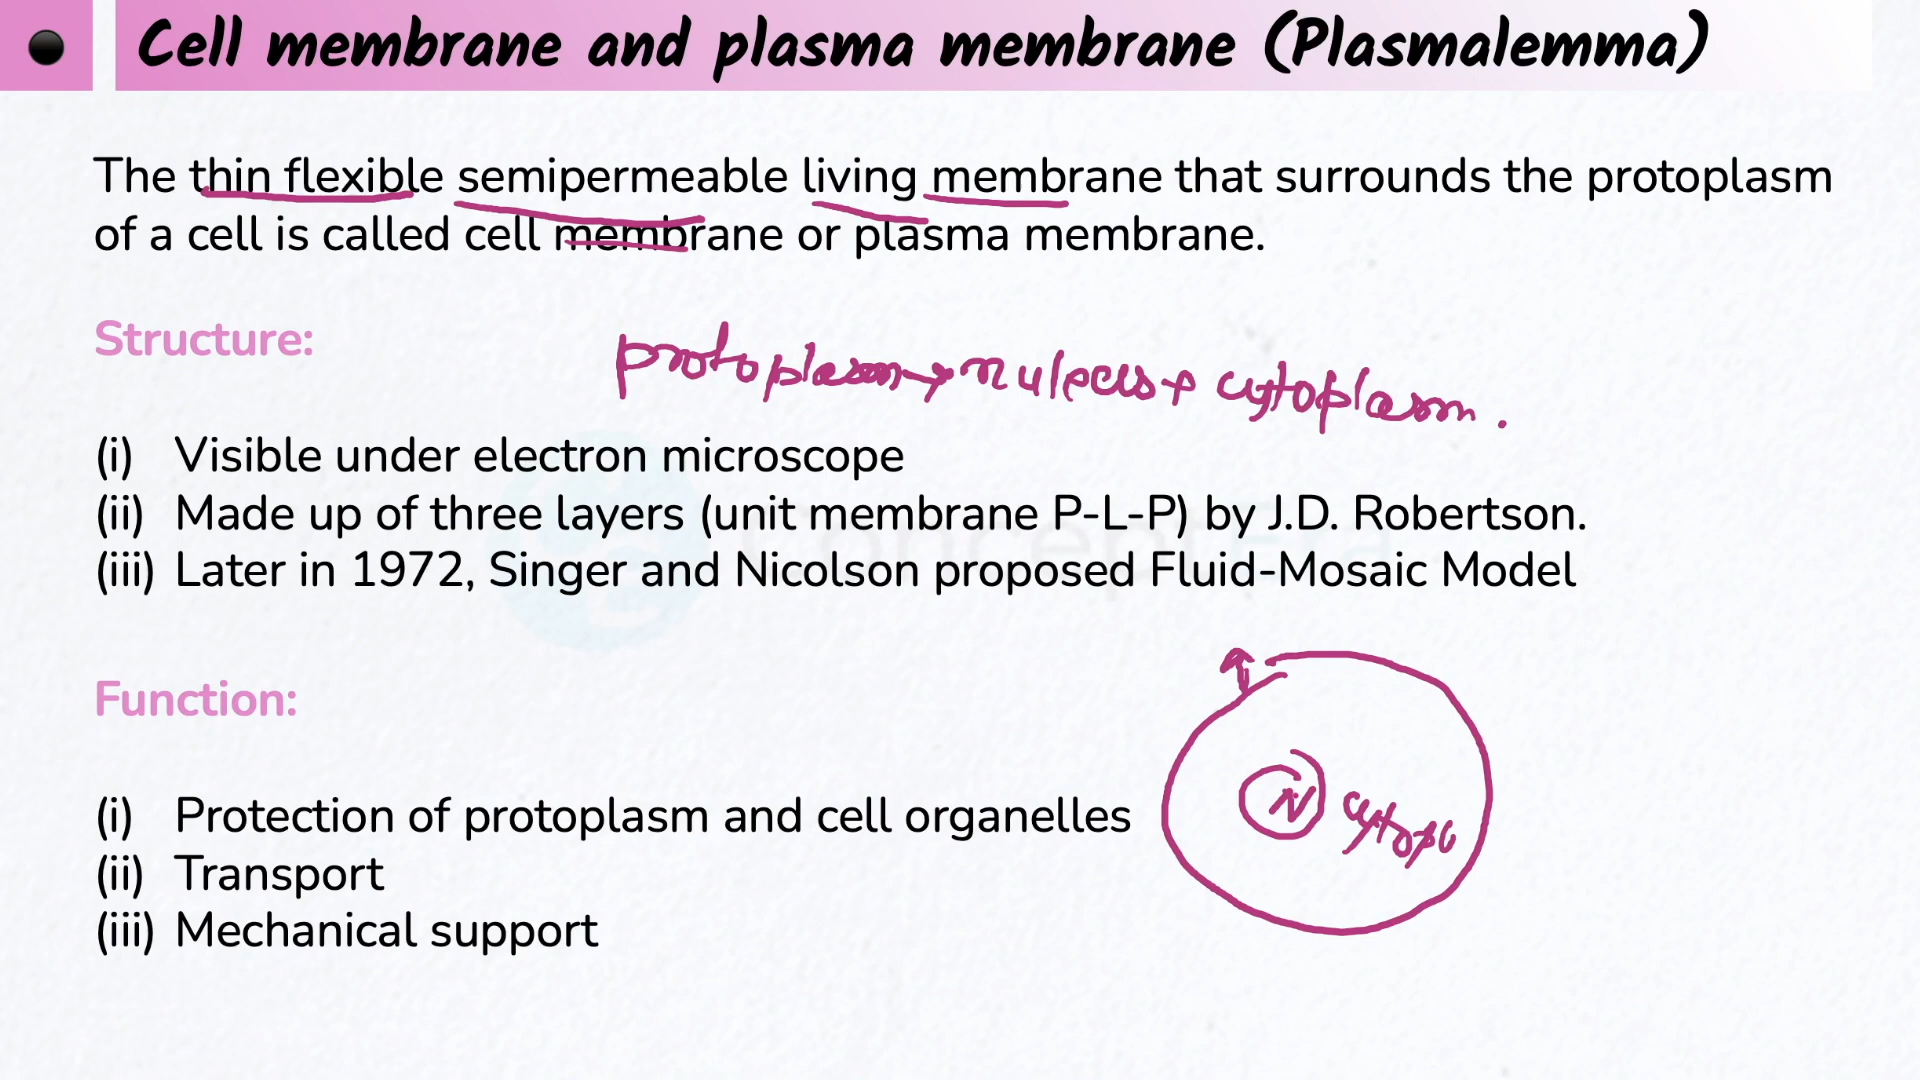 Cell membrane and plasma membrane (Plasmalemma)
The thin flexible semipermeable living membrane that surrounds the protoplasm
of a cell is called cell membrane or plasma membrane.
Structure:
protoplasm → nuleus + cytoplasm.
(i) Visible under electron microscope
(ii) Made up of three layers (unit membrane P-L-P) by J.D. Robertson.
(iii) Later in 1972, Singer and Nicolson proposed Fluid-Mosaic Model
ConceptEra
Function:
N cytopl
(i) Protection of protoplasm and cell organelles
(ii) Transport
(iii) Mechanical support